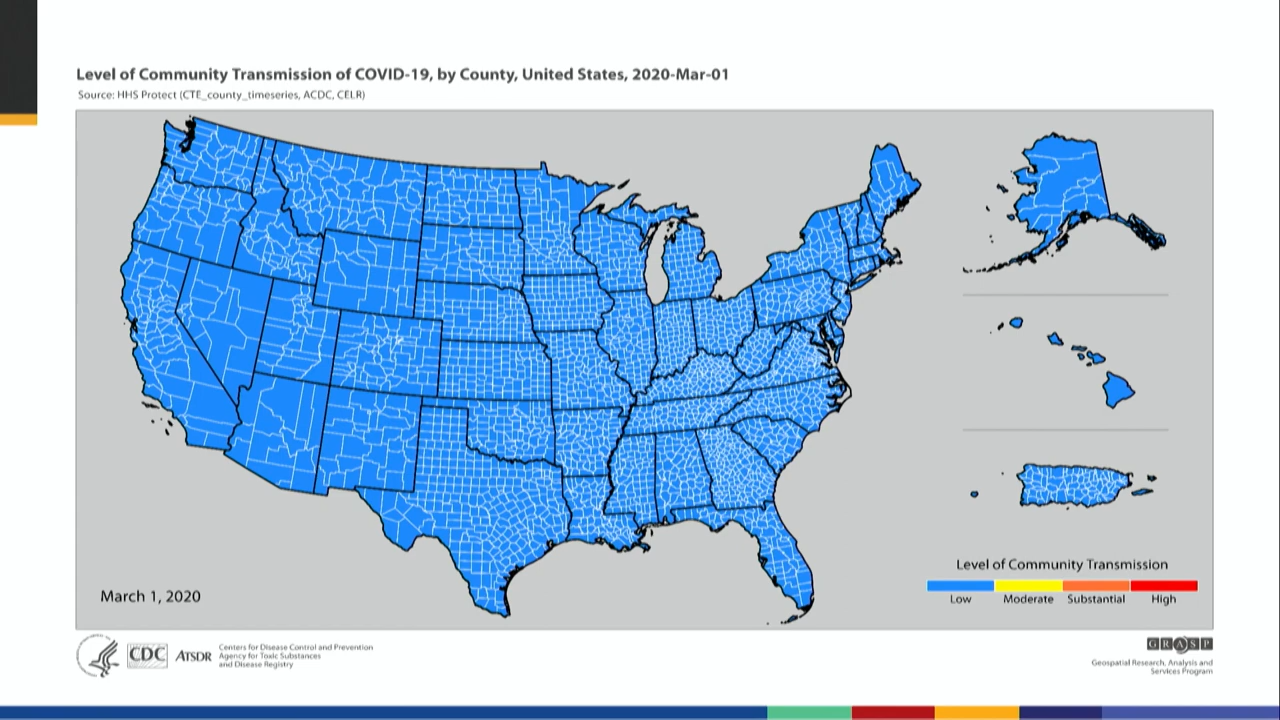 Level of Community Transmission of COVID-19, by County, United States, 2020-Mar-01
Source: HHS Protect (CTE_county_timeseries, ACDC, CELR)
Level of Community Transmission
Low Moderate Substantial High
March 1, 2020
CDC
ATSDR
Centers for Disease Control and Prevention
Agency for Toxic Substances
and Disease Registry
GRASP
Geospatial Research, Analysis and
Services Program